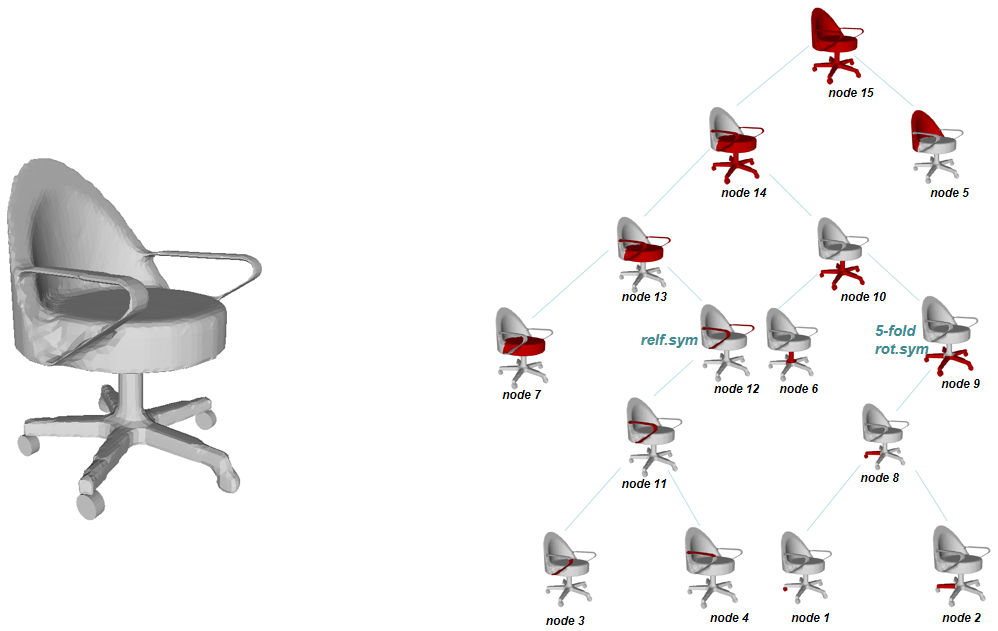 node 15
node 14
node 5
node 13
node 10
relf.sym
5-fold
rot.sym
node 7
node 12
node 6
node 9
node 11
node 8
node 3
node 4
node 1
node 2